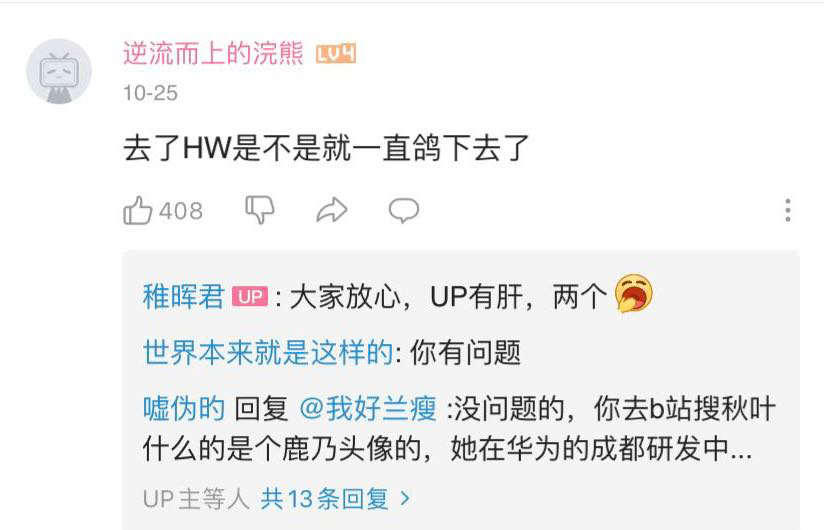 逆流而上的浣熊 LV4
10-25
去了HW是不是就一直鸽下去了
408
稚晖君 UP : 大家放心，UP有肝，两个
世界本来就是这样的: 你有问题
嘘伪的 回复 @我好兰瘦 :没问题的，你去b站搜秋叶
什么的是个鹿乃头像的，她在华为的成都研发中...
UP主等人 共13条回复 >